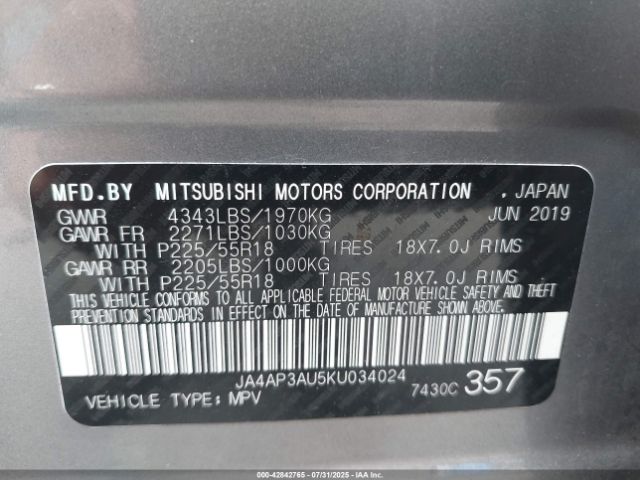 MFD.BY MITSUBISHI MOTORS CORPORATION . JAPAN
GVWR 4343LBS/1970KG JUN 2019
GAWR FR 2271LBS/1030KG
WITH P225/55R18 TIRES 18X7.0J RIMS
GAWR RR 2205LBS/1000KG
WITH P225/55R18 TIRES 18X7.0J RIMS
THIS VEHICLE CONFORMS TO ALL APPLICABLE FEDERAL MOTOR VEHICLE SAFETY AND THEFT
PREVENTION STANDARDS IN EFFECT ON THE DATE OF MANUFACTURE SHOWN ABOVE.
JA4AP3AU5KU034024
VEHICLE TYPE: MPV 7430C 357
000-42842765 - 07/31/2025 - IAAI.COM